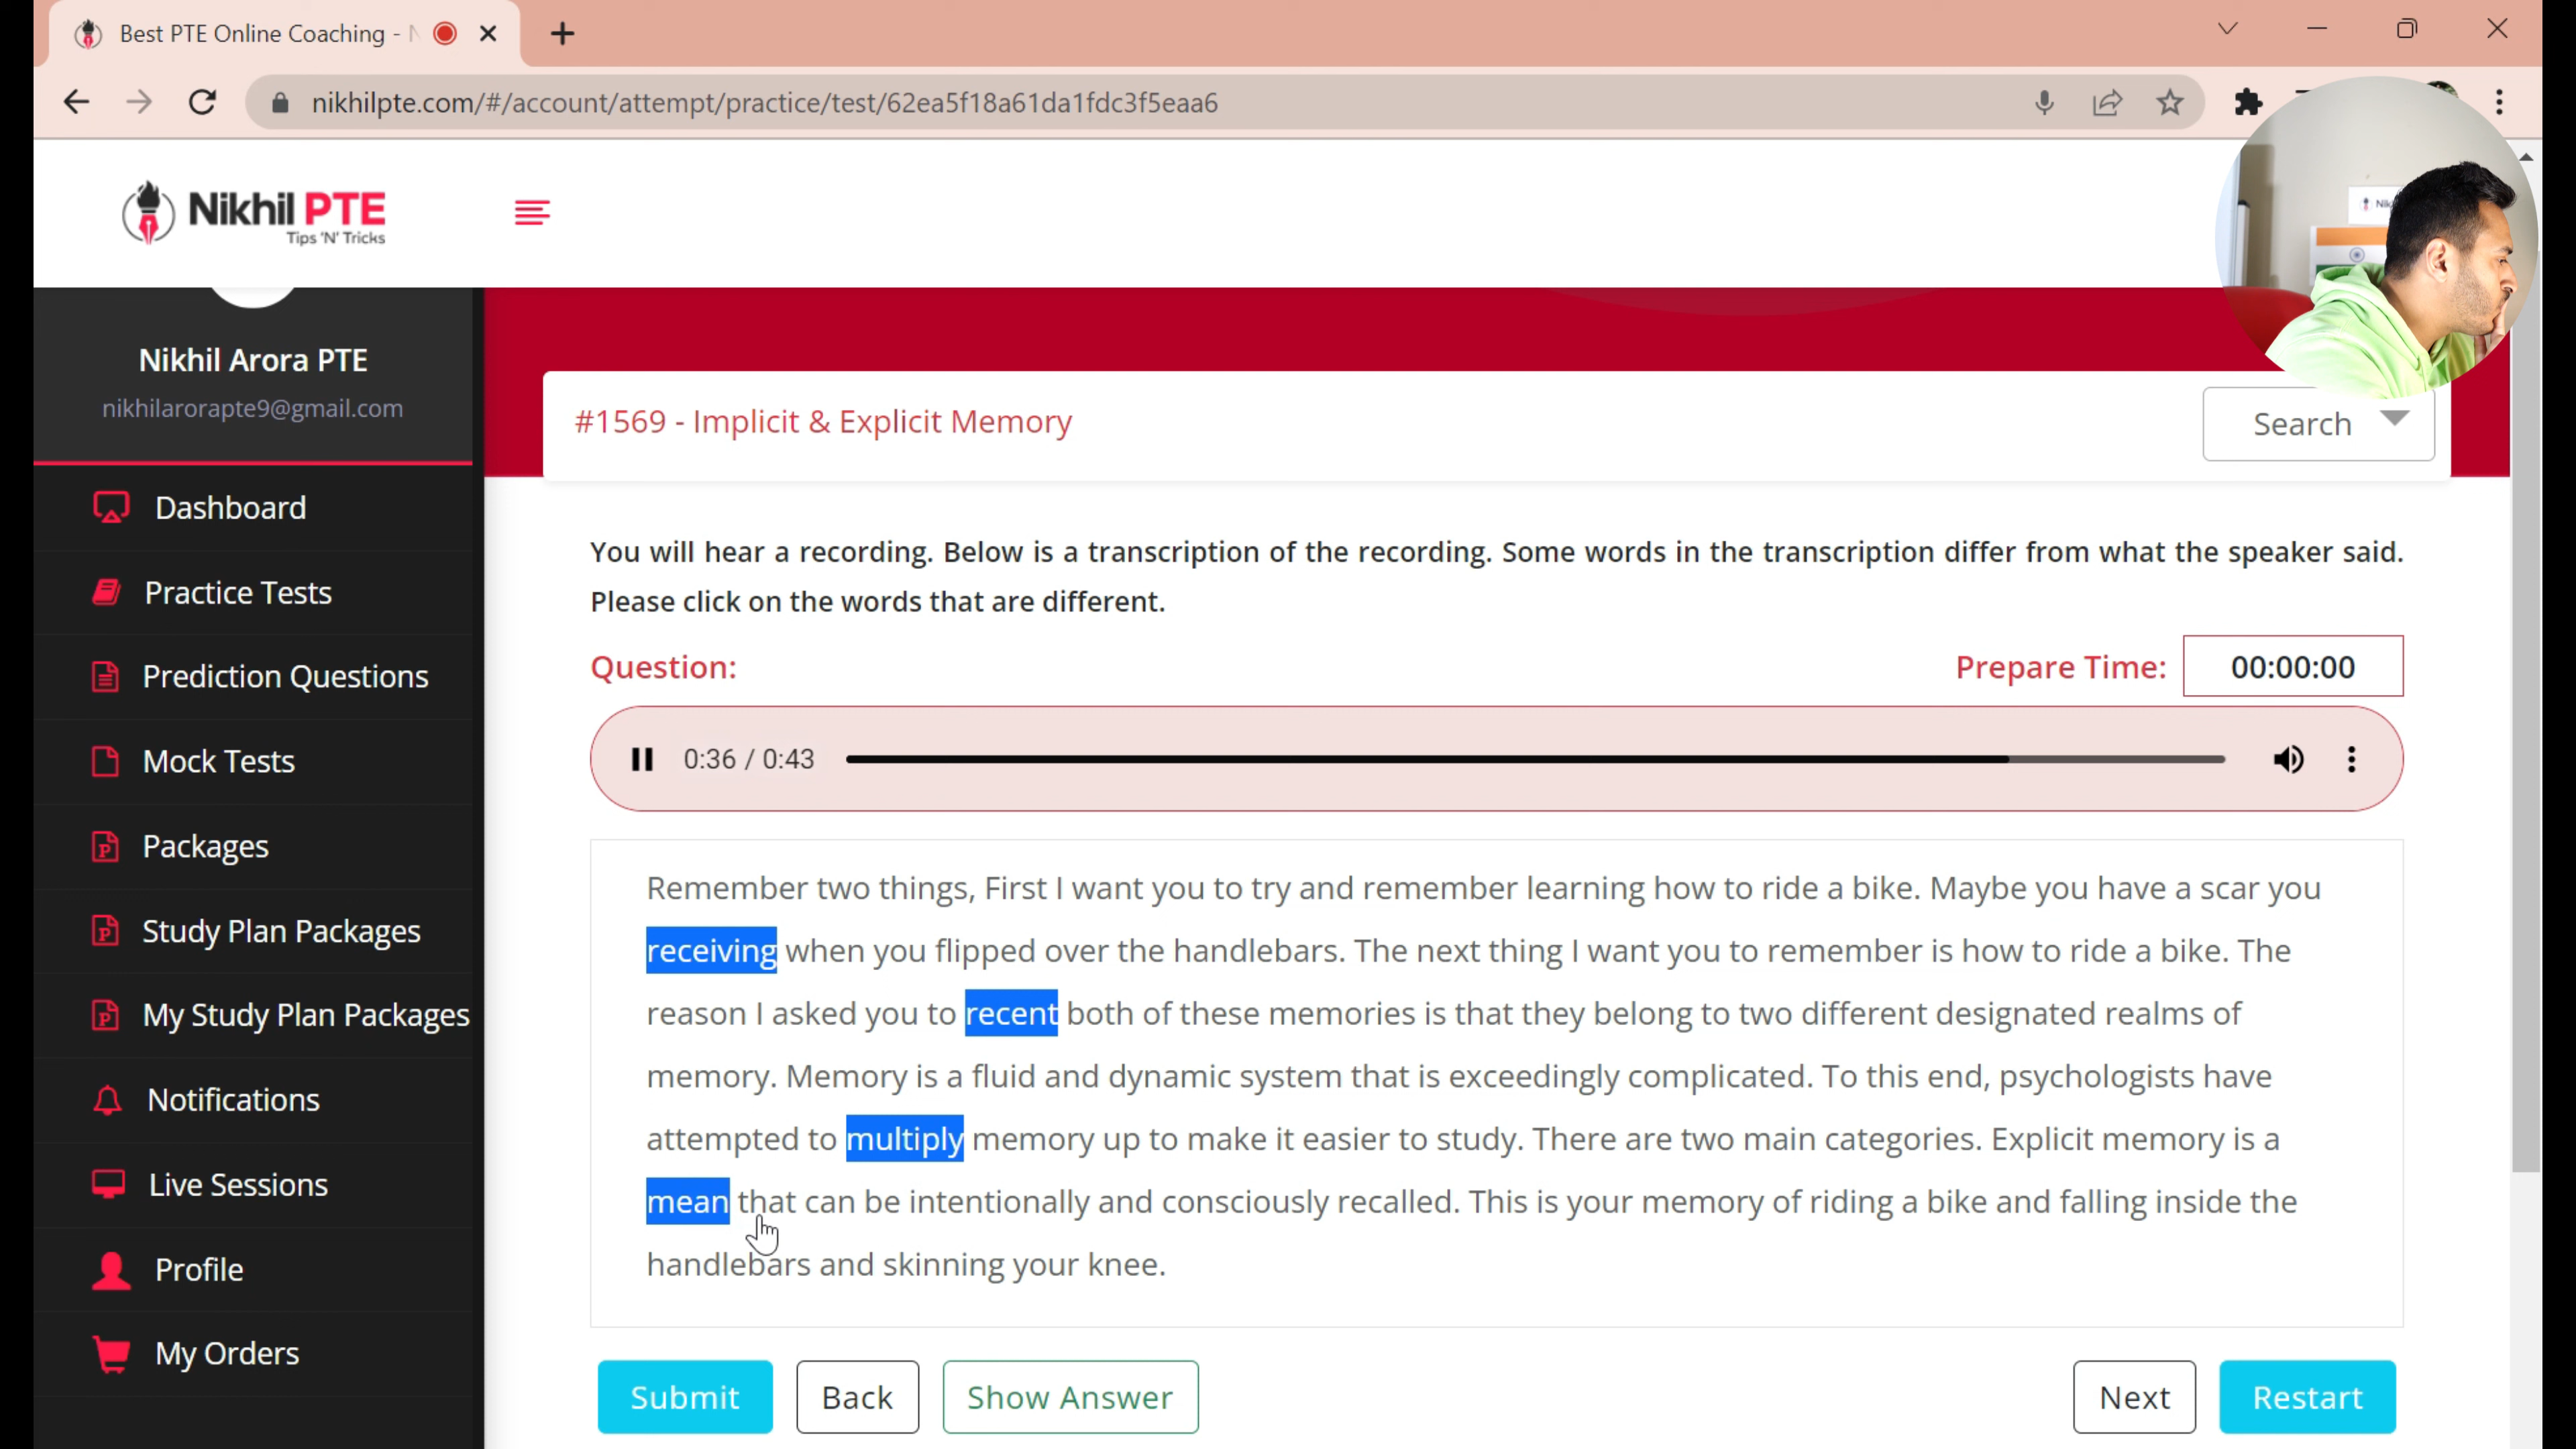 Best PTE Online Coaching - N
nikhilpte.com/#/account/attempt/practice/test/62ea5f18a61da1fdc3f5eaa6
Nikhil PTE
Tips 'N' Tricks
Nikhil Arora PTE
nikhilarorapte9@gmail.com
Dashboard
Practice Tests
Prediction Questions
Mock Tests
Packages
Study Plan Packages
My Study Plan Packages
Notifications
Live Sessions
Profile
My Orders
#1569 - Implicit & Explicit Memory
Search
You will hear a recording. Below is a transcription of the recording. Some words in the transcription differ from what the speaker said.
Please click on the words that are different.
Question:
Prepare Time: 00:00:00
0:36 / 0:43
Remember two things, First I want you to try and remember learning how to ride a bike. Maybe you have a scar you
receiving when you flipped over the handlebars. The next thing I want you to remember is how to ride a bike. The
reason I asked you to recent both of these memories is that they belong to two different designated realms of
memory. Memory is a fluid and dynamic system that is exceedingly complicated. To this end, psychologists have
attempted to multiply memory up to make it easier to study. There are two main categories. Explicit memory is a
mean that can be intentionally and consciously recalled. This is your memory of riding a bike and falling inside the
handlebars and skinning your knee.
Submit
Back
Show Answer
Next
Restart